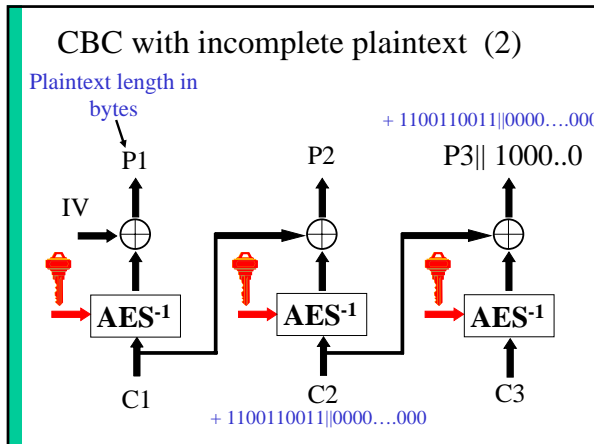 CBC with incomplete plaintext (2)
Plaintext length in
bytes
+ 1100110011||0000….000
P1
P2
P3|| 1000..0
IV
AES-1
AES-1
AES-1
C1
C2
C3
+ 1100110011||0000….000